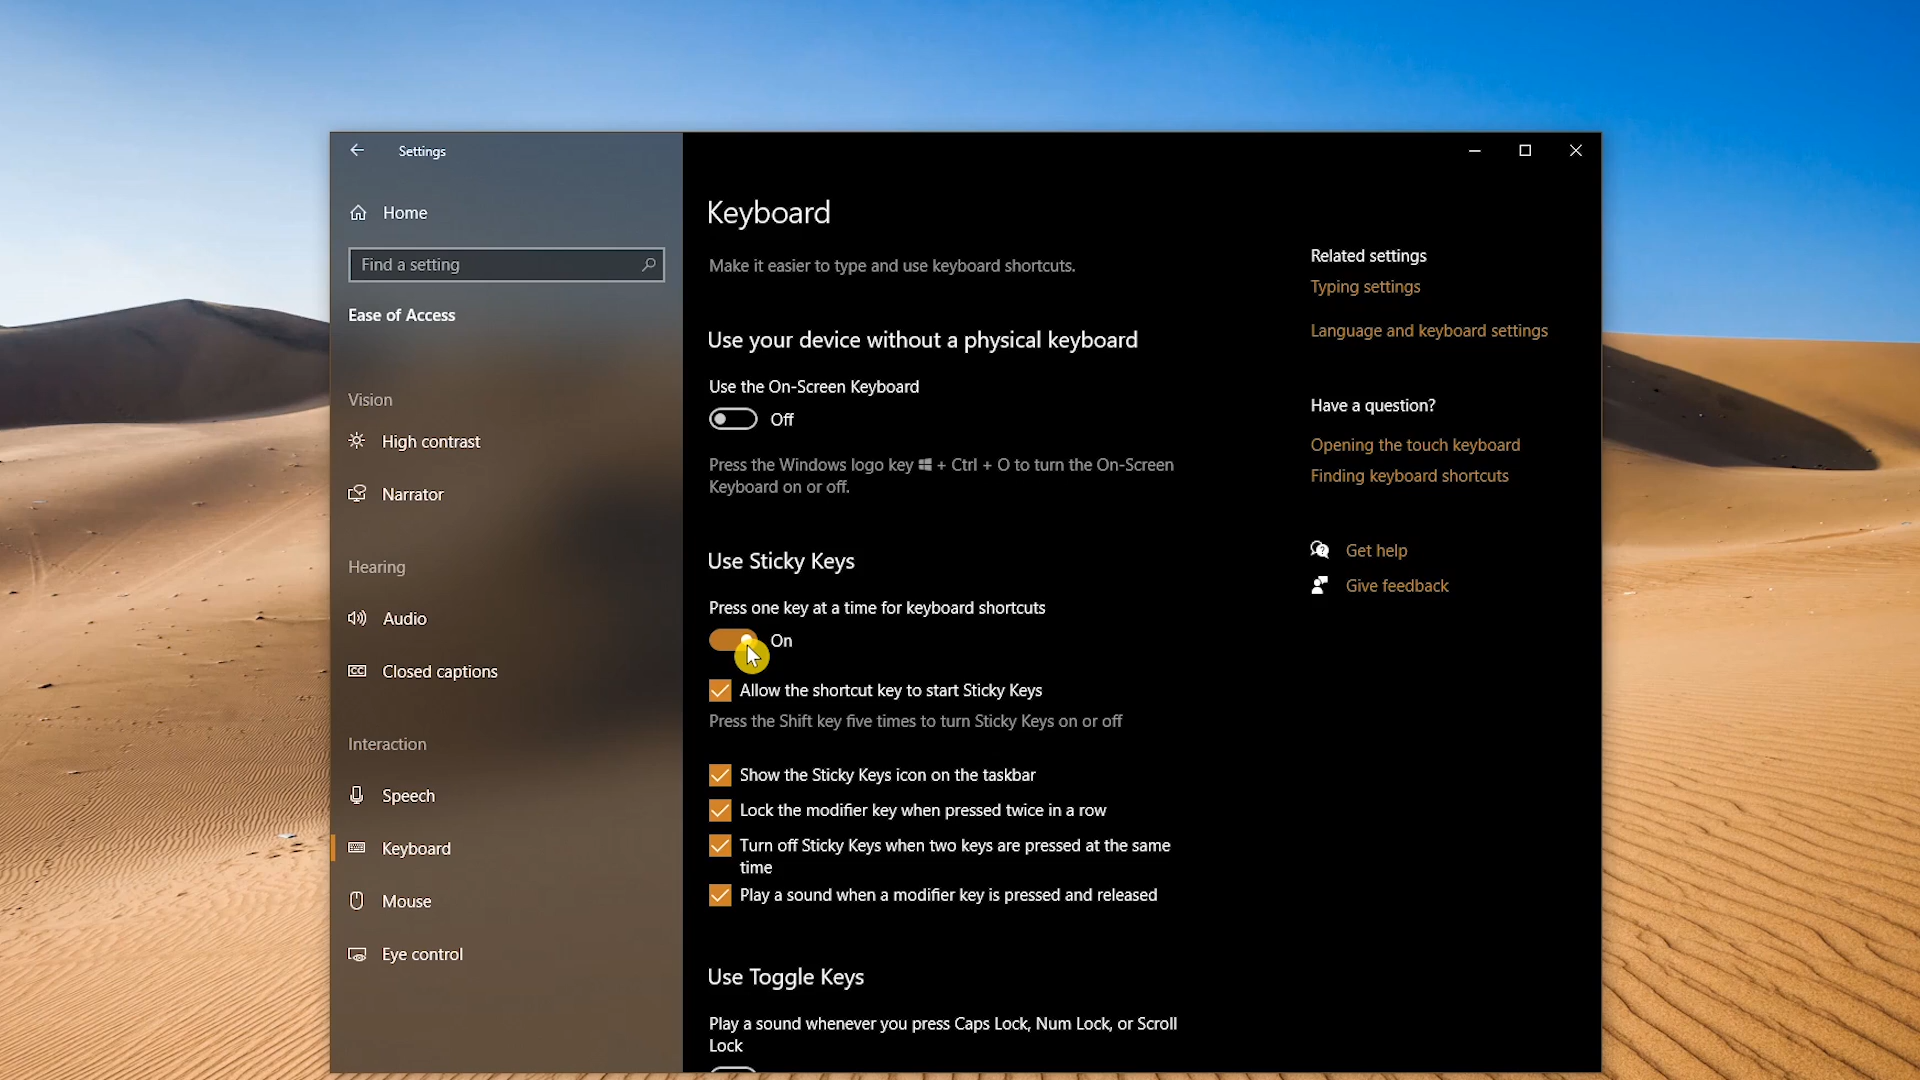 Settings
Home
Find a setting
Ease of Access
Vision
High contrast
Narrator
Hearing
Audio
Closed captions
Interaction
Speech
Keyboard
Mouse
Eye control
Keyboard
Make it easier to type and use keyboard shortcuts.
Use your device without a physical keyboard
Use the On-Screen Keyboard
Off
Press the Windows logo key + Ctrl + O to turn the On-Screen
Keyboard on or off.
Use Sticky Keys
Press one key at a time for keyboard shortcuts
On
Allow the shortcut key to start Sticky Keys
Press the Shift key five times to turn Sticky Keys on or off
Show the Sticky Keys icon on the taskbar
Lock the modifier key when pressed twice in a row
Turn off Sticky Keys when two keys are pressed at the same
time
Play a sound when a modifier key is pressed and released
Use Toggle Keys
Play a sound whenever you press Caps Lock, Num Lock, or Scroll
Lock
Related settings
Typing settings
Language and keyboard settings
Have a question?
Opening the touch keyboard
Finding keyboard shortcuts
Get help
Give feedback